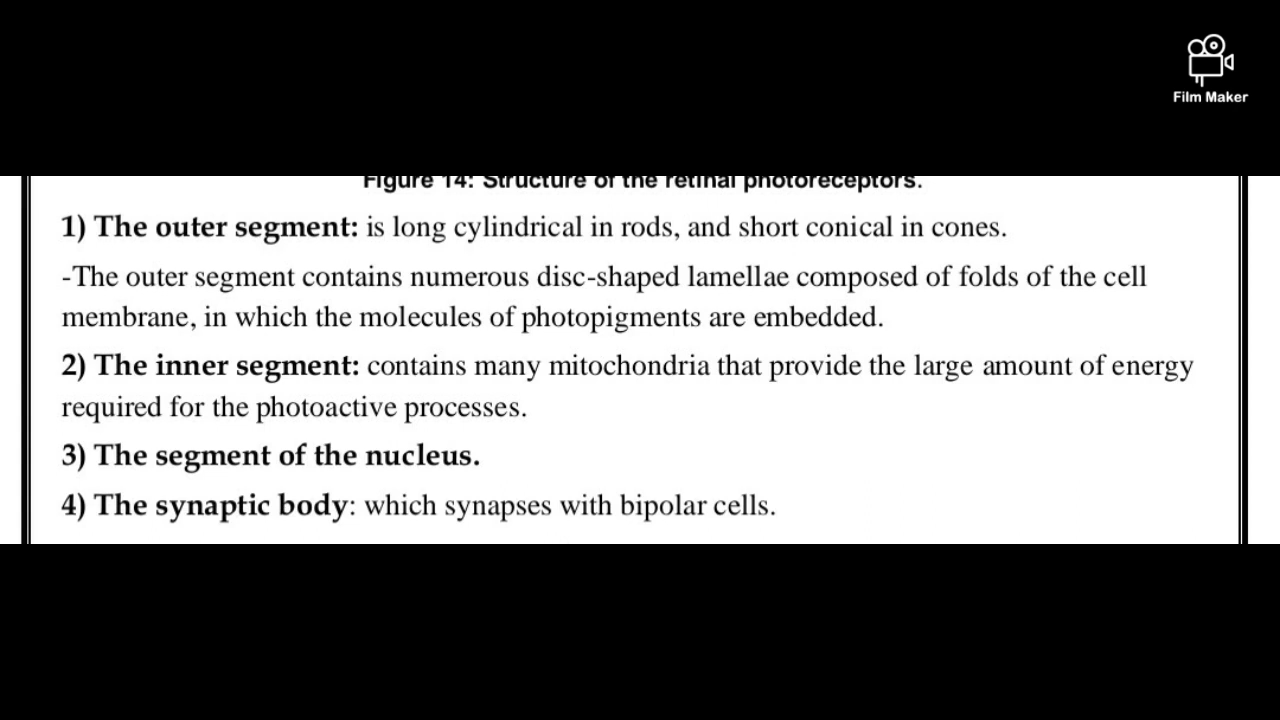 Film Maker
Figure 14: Structure of the retinal photoreceptors.
1) The outer segment: is long cylindrical in rods, and short conical in cones.
-The outer segment contains numerous disc-shaped lamellae composed of folds of the cell
membrane, in which the molecules of photopigments are embedded.
2) The inner segment: contains many mitochondria that provide the large amount of energy
required for the photoactive processes.
3) The segment of the nucleus.
4) The synaptic body: which synapses with bipolar cells.